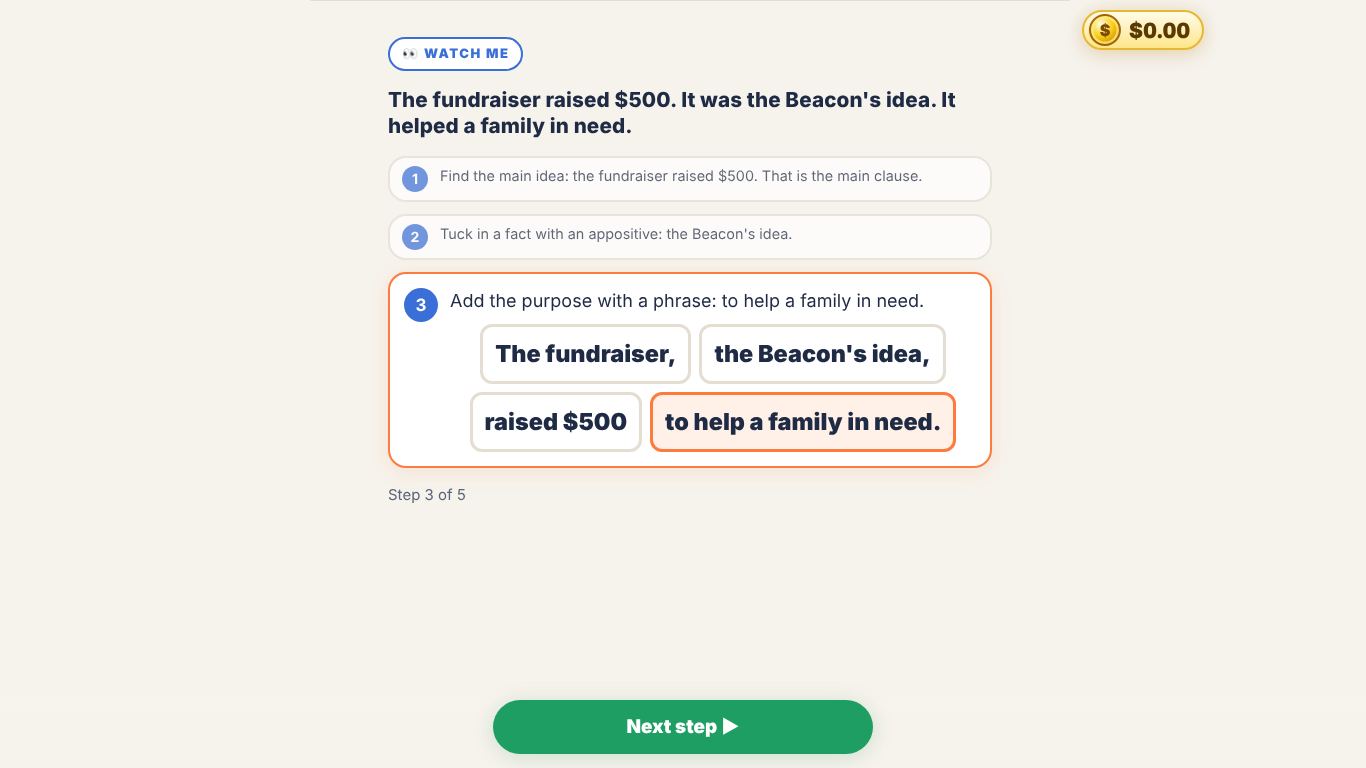 $ $0.00
👀 WATCH ME
The fundraiser raised $500. It was the Beacon's idea. It
helped a family in need.
1 Find the main idea: the fundraiser raised $500. That is the main clause.
2 Tuck in a fact with an appositive: the Beacon's idea.
3 Add the purpose with a phrase: to help a family in need.
The fundraiser, the Beacon's idea,
raised $500 to help a family in need.
Step 3 of 5
Next step ▶